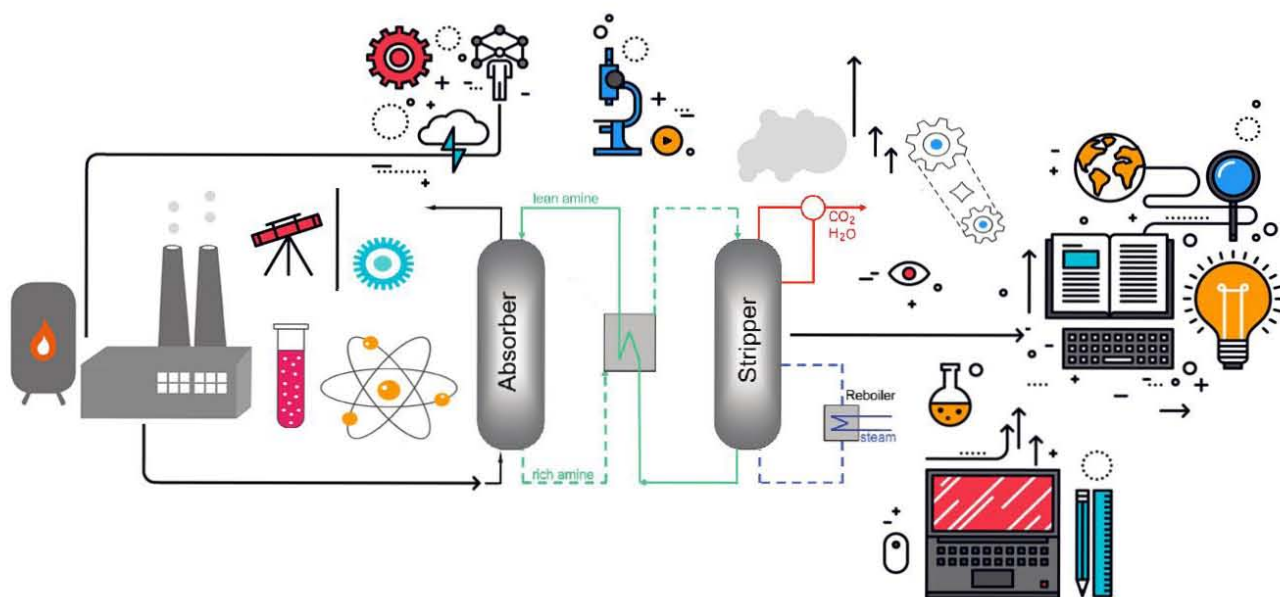 lean amine
CO2
H2O
Absorber
Stripper
Reboiler
steam
rich amine